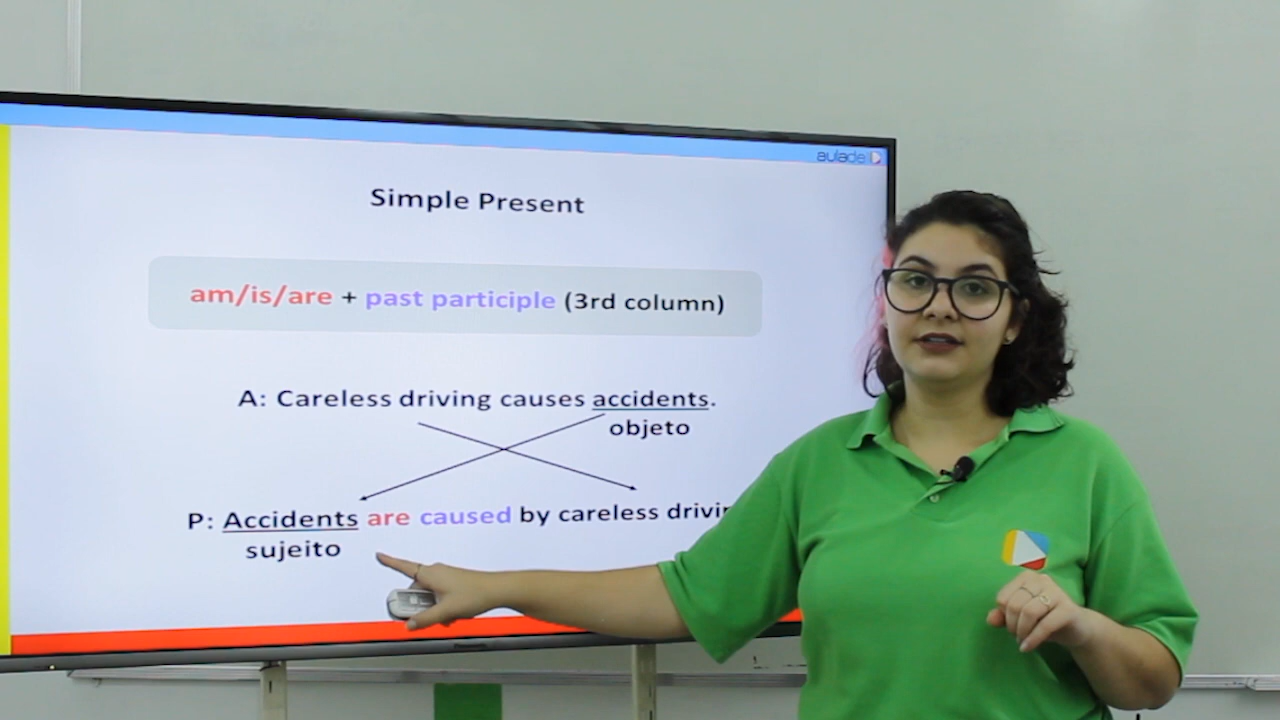 aulade
Simple Present
am/is/are + past participle (3rd column)
A: Careless driving causes accidents.
objeto
P: Accidents are caused by careless
sujeito